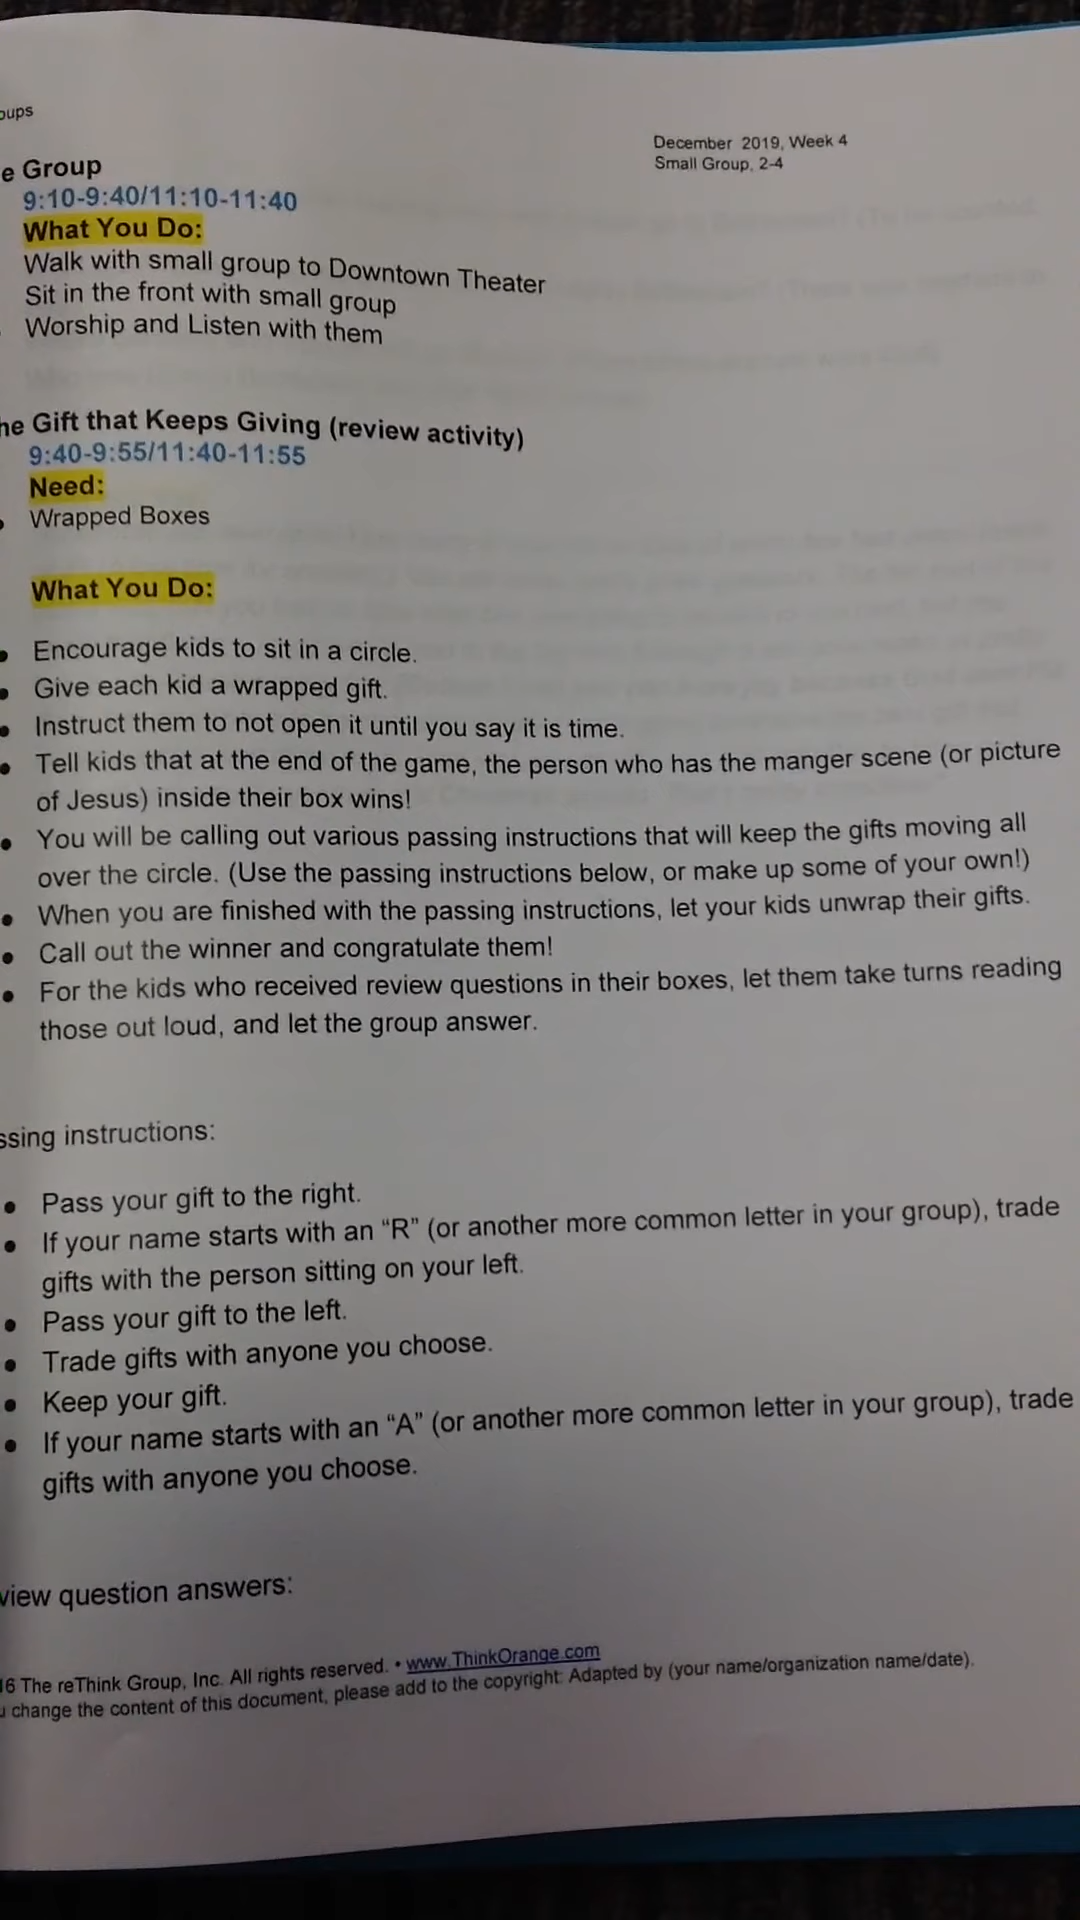 oups
December 2019, Week 4
Small Group, 2-4
e Group
9:10-9:40/11:10-11:40
What You Do:
Walk with small group to Downtown Theater
Sit in the front with small group
Worship and Listen with them
he Gift that Keeps Giving (review activity)
9:40-9:55/11:40-11:55
Need:
Wrapped Boxes
What You Do:
• Encourage kids to sit in a circle.
• Give each kid a wrapped gift.
• Instruct them to not open it until you say it is time.
• Tell kids that at the end of the game, the person who has the manger scene (or picture
of Jesus) inside their box wins!
• You will be calling out various passing instructions that will keep the gifts moving all
over the circle. (Use the passing instructions below, or make up some of your own!)
• When you are finished with the passing instructions, let your kids unwrap their gifts.
• Call out the winner and congratulate them!
• For the kids who received review questions in their boxes, let them take turns reading
those out loud, and let the group answer.
ssing instructions:
• Pass your gift to the right.
• If your name starts with an “R” (or another more common letter in your group), trade
gifts with the person sitting on your left.
• Pass your gift to the left.
• Trade gifts with anyone you choose.
• Keep your gift.
• If your name starts with an “A” (or another more common letter in your group), trade
gifts with anyone you choose.
view question answers:
16 The reThink Group, Inc. All rights reserved. • www.ThinkOrange.com
u change the content of this document, please add to the copyright: Adapted by (your name/organization name/date).